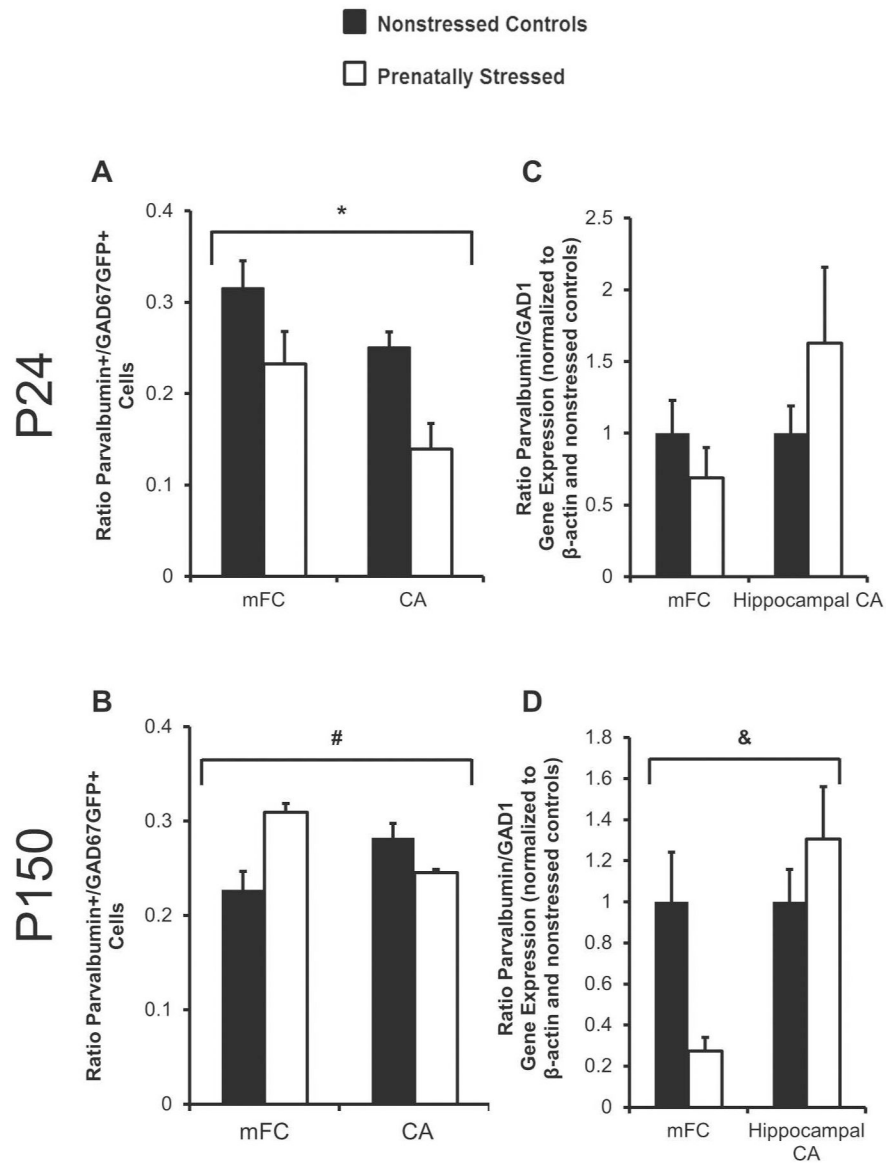 Nonstressed Controls
Prenatally Stressed
P24
A
Ratio Parvalbumin+/GAD67GFP+
Cells
0.4
0.3
0.2
0.1
0
*
mFC
CA
C
Ratio Parvalbumin/GAD1
Gene Expression (normalized to
β-actin and nonstressed controls)
2.5
2
1.5
1
0.5
0
mFC
Hippocampal CA
P150
B
Ratio Parvalbumin+/GAD67GFP+
Cells
0.4
0.3
0.2
0.1
0
#
mFC
CA
D
Ratio Parvalbumin/GAD1
Gene Expression (normalized to
β-actin and nonstressed controls)
1.8
1.6
1.4
1.2
1
0.8
0.6
0.4
0.2
0
&
mFC
Hippocampal
CA